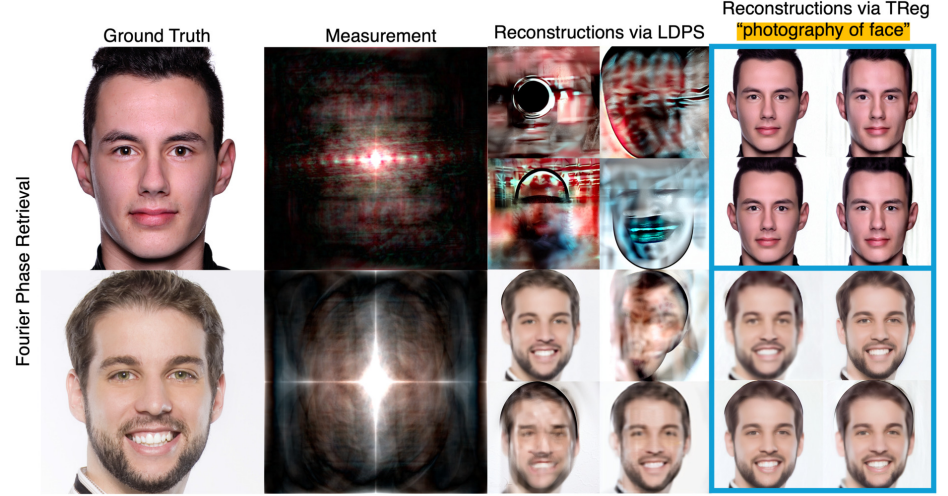 Ground Truth
Measurement
Reconstructions via LDPS
Reconstructions via TReg
“photography of face”
Fourier Phase Retrieval